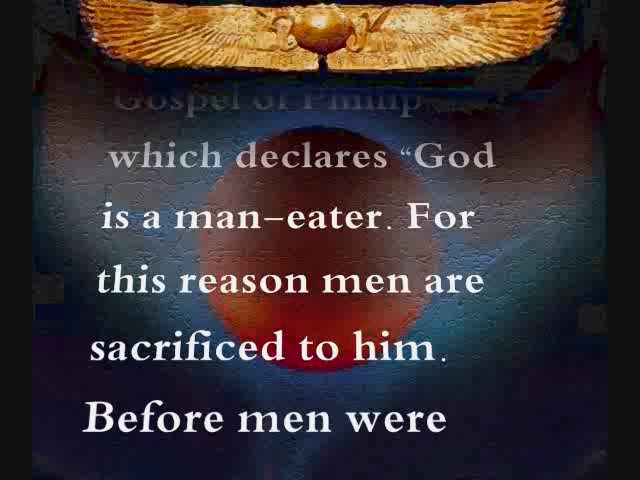 Gospel of Philip
which declares “God
is a man-eater. For
this reason men are
sacrificed to him.
Before men were